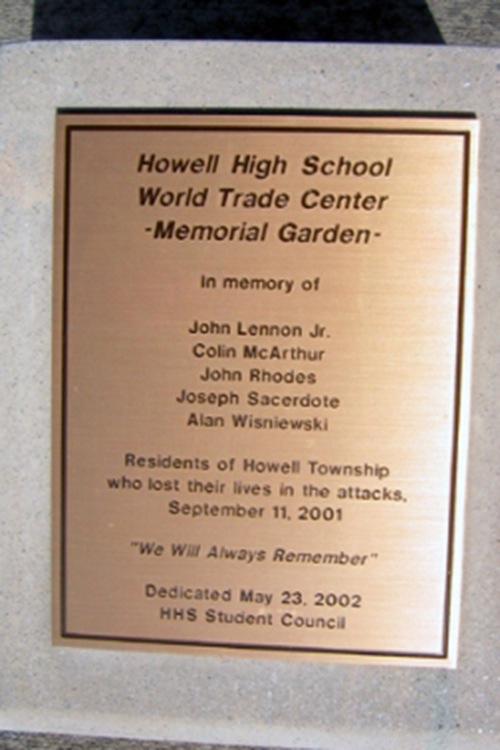 Howell High School
World Trade Center
-Memorial Garden-
In memory of
John Lennon Jr.
Colin McArthur
John Rhodes
Joseph Sacerdote
Alan Wisniewski
Residents of Howell Township
who lost their lives in the attacks,
September 11, 2001
"We Will Always Remember"
Dedicated May 23, 2002
HHS Student Council